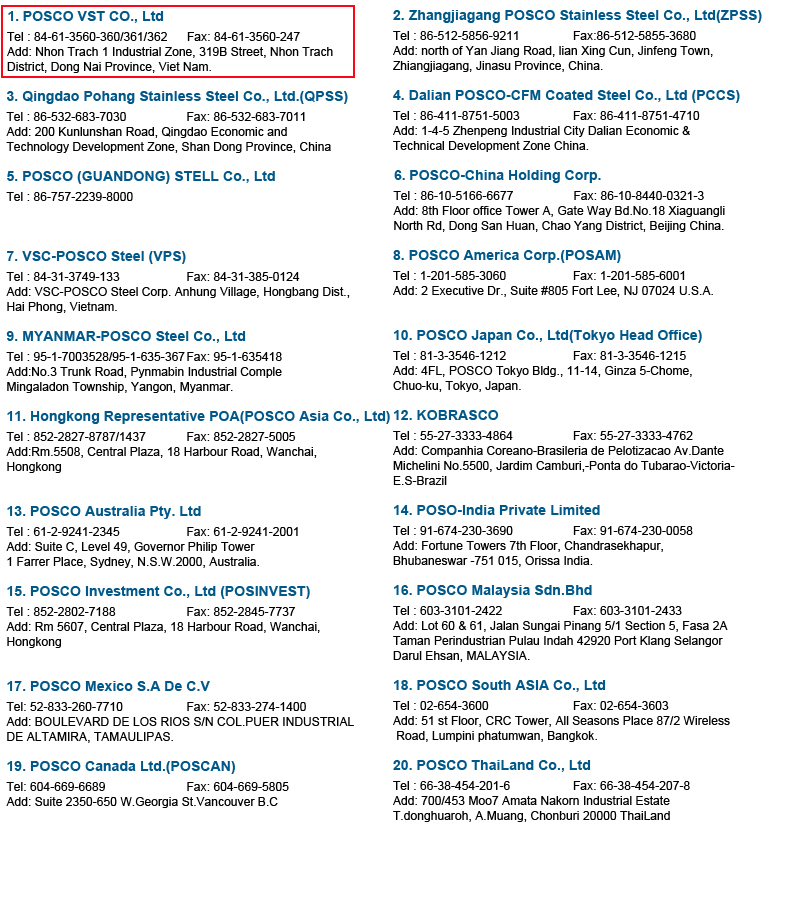 1. POSCO VST CO., Ltd
Tel : 84-61-3560-360/361/362 Fax: 84-61-3560-247
Add: Nhon Trach 1 Industrial Zone, 319B Street, Nhon Trach
District, Dong Nai Province, Viet Nam.
2. Zhangjiagang POSCO Stainless Steel Co., Ltd(ZPSS)
Tel : 86-512-5856-9211 Fax:86-512-5855-3680
Add: north of Yan Jiang Road, lian Xing Cun, Jinfeng Town,
Zhiangjiagang, Jinasu Province, China.
3. Qingdao Pohang Stainless Steel Co., Ltd.(QPSS)
Tel : 86-532-683-7030 Fax: 86-532-683-7011
Add: 200 Kunlunshan Road, Qingdao Economic and
Technology Development Zone, Shan Dong Province, China
4. Dalian POSCO-CFM Coated Steel Co., Ltd (PCCS)
Tel : 86-411-8751-5003 Fax: 86-411-8751-4710
Add: 1-4-5 Zhenpeng Industrial City Dalian Economic &
Technical Development Zone China.
5. POSCO (GUANDONG) STELL Co., Ltd
Tel : 86-757-2239-8000
6. POSCO-China Holding Corp.
Tel : 86-10-5166-6677 Fax: 86-10-8440-0321-3
Add: 8th Floor office Tower A, Gate Way Bd.No.18 Xiaguangli
North Rd, Dong San Huan, Chao Yang District, Beijing China.
7. VSC-POSCO Steel (VPS)
Tel : 84-31-3749-133 Fax: 84-31-385-0124
Add: VSC-POSCO Steel Corp. Anhung Village, Hongbang Dist.,
Hai Phong, Vietnam.
8. POSCO America Corp.(POSAM)
Tel : 1-201-585-3060 Fax: 1-201-585-6001
Add: 2 Executive Dr., Suite #805 Fort Lee, NJ 07024 U.S.A.
9. MYANMAR-POSCO Steel Co., Ltd
Tel : 95-1-7003528/95-1-635-367 Fax: 95-1-635418
Add:No.3 Trunk Road, Pynmabin Industrial Comple
Mingaladon Township, Yangon, Myanmar.
10. POSCO Japan Co., Ltd(Tokyo Head Office)
Tel : 81-3-3546-1212 Fax: 81-3-3546-1215
Add: 4FL, POSCO Tokyo Bldg., 11-14, Ginza 5-Chome,
Chuo-ku, Tokyo, Japan.
11. Hongkong Representative POA(POSCO Asia Co., Ltd)
Tel : 852-2827-8787/1437 Fax: 852-2827-5005
Add:Rm.5508, Central Plaza, 18 Harbour Road, Wanchai,
Hongkong
12. KOBRASCO
Tel : 55-27-3333-4864 Fax: 55-27-3333-4762
Add: Companhia Coreano-Brasileria de Pelotizacao Av.Dante
Michelini No.5500, Jardim Camburi,-Ponta do Tubarao-Victoria-
E.S-Brazil
13. POSCO Australia Pty. Ltd
Tel : 61-2-9241-2345 Fax: 61-2-9241-2001
Add: Suite C, Level 49, Governor Philip Tower
1 Farrer Place, Sydney, N.S.W.2000, Australia.
14. POSO-India Private Limited
Tel : 91-674-230-3690 Fax: 91-674-230-0058
Add: Fortune Towers 7th Floor, Chandrasekhapur,
Bhubaneswar -751 015, Orissa India.
15. POSCO Investment Co., Ltd (POSINVEST)
Tel : 852-2802-7188 Fax: 852-2845-7737
Add: Rm 5607, Central Plaza, 18 Harbour Road, Wanchai,
Hongkong
16. POSCO Malaysia Sdn.Bhd
Tel : 603-3101-2422 Fax: 603-3101-2433
Add: Lot 60 & 61, Jalan Sungai Pinang 5/1 Section 5, Fasa 2A
Taman Perindustrian Pulau Indah 42920 Port Klang Selangor
Darul Ehsan, MALAYSIA.
17. POSCO Mexico S.A De C.V
Tel: 52-833-260-7710 Fax: 52-833-274-1400
Add: BOULEVARD DE LOS RIOS S/N COL.PUER INDUSTRIAL
DE ALTAMIRA, TAMAULIPAS.
18. POSCO South ASIA Co., Ltd
Tel : 02-654-3600 Fax: 02-654-3603
Add: 51 st Floor, CRC Tower, All Seasons Place 87/2 Wireless
Road, Lumpini phatumwan, Bangkok.
19. POSCO Canada Ltd.(POSCAN)
Tel: 604-669-6689 Fax: 604-669-5805
Add: Suite 2350-650 W.Georgia St.Vancouver B.C
20. POSCO ThaiLand Co., Ltd
Tel : 66-38-454-201-6 Fax: 66-38-454-207-8
Add: 700/453 Moo7 Amata Nakorn Industrial Estate
T.donghuaroh, A.Muang, Chonburi 20000 ThaiLand